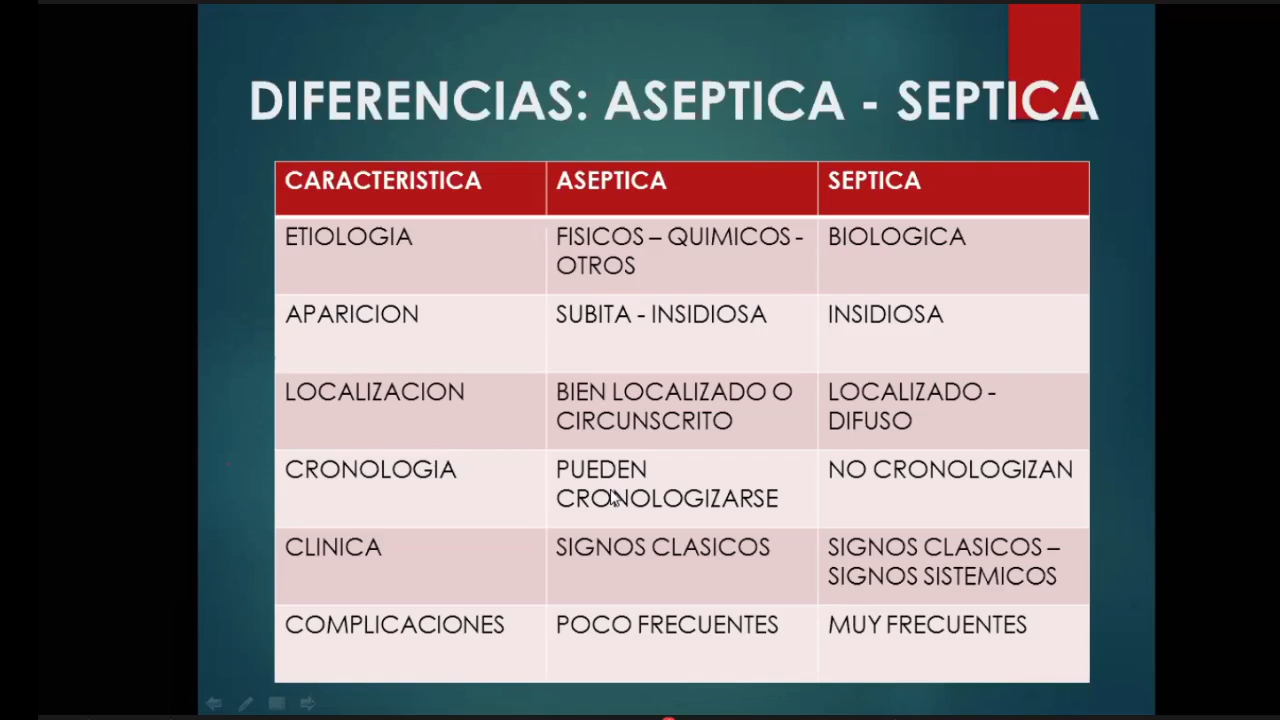 DIFERENCIAS: ASEPTICA - SEPTICA
CARACTERISTICA ASEPTICA SEPTICA
ETIOLOGIA FISICOS – QUIMICOS - OTROS BIOLOGICA
APARICION SUBITA - INSIDIOSA INSIDIOSA
LOCALIZACION BIEN LOCALIZADO O CIRCUNSCRITO LOCALIZADO - DIFUSO
CRONOLOGIA PUEDEN CRONOLOGIZARSE NO CRONOLOGIZAN
CLINICA SIGNOS CLASICOS SIGNOS CLASICOS – SIGNOS SISTEMICOS
COMPLICACIONES POCO FRECUENTES MUY FRECUENTES